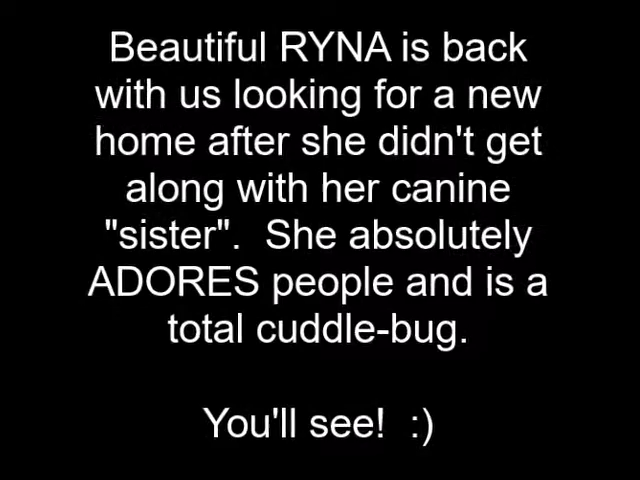 Beautiful RYNA is back
with us looking for a new
home after she didn't get
along with her canine
"sister".  She absolutely
ADORES people and is a
total cuddle-bug.
You'll see!  :)